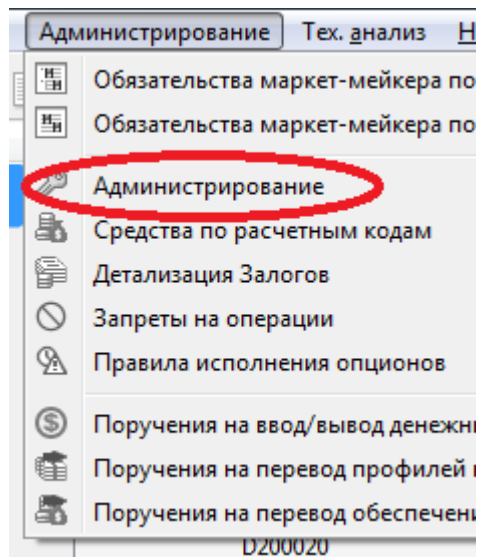 Администрирование Тех. анализ Н
Обязательства маркет-мейкера по
Обязательства маркет-мейкера по
Администрирование
Средства по расчетным кодам
Детализация Залогов
Запреты на операции
Правила исполнения опционов
Поручения на ввод/вывод денежн
Поручения на перевод профилей
Поручения на перевод обеспечен
D200020